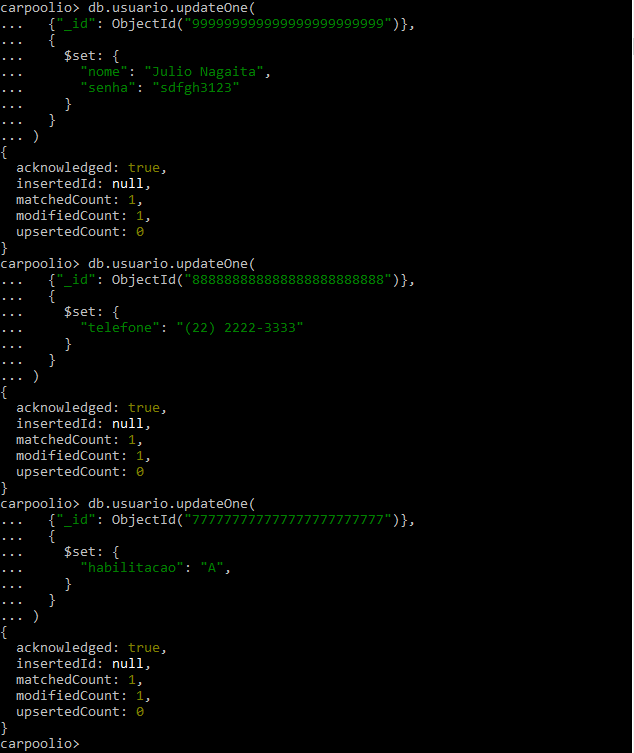 carpoolio> db.usuario.updateOne(
...   {"_id": ObjectId("999999999999999999999999")},
...   {
...     $set: {
...       "nome": "Julio Nagaita",
...       "senha": "sdfgh3123"
...     }
...   }
... )
{
  acknowledged: true,
  insertedId: null,
  matchedCount: 1,
  modifiedCount: 1,
  upsertedCount: 0
}
carpoolio> db.usuario.updateOne(
...   {"_id": ObjectId("888888888888888888888888")},
...   {
...     $set: {
...       "telefone": "(22) 2222-3333"
...     }
...   }
... )
{
  acknowledged: true,
  insertedId: null,
  matchedCount: 1,
  modifiedCount: 1,
  upsertedCount: 0
}
carpoolio> db.usuario.updateOne(
...   {"_id": ObjectId("777777777777777777777777")},
...   {
...     $set: {
...       "habilitacao": "A",
...     }
...   }
... )
{
  acknowledged: true,
  insertedId: null,
  matchedCount: 1,
  modifiedCount: 1,
  upsertedCount: 0
}
carpoolio>